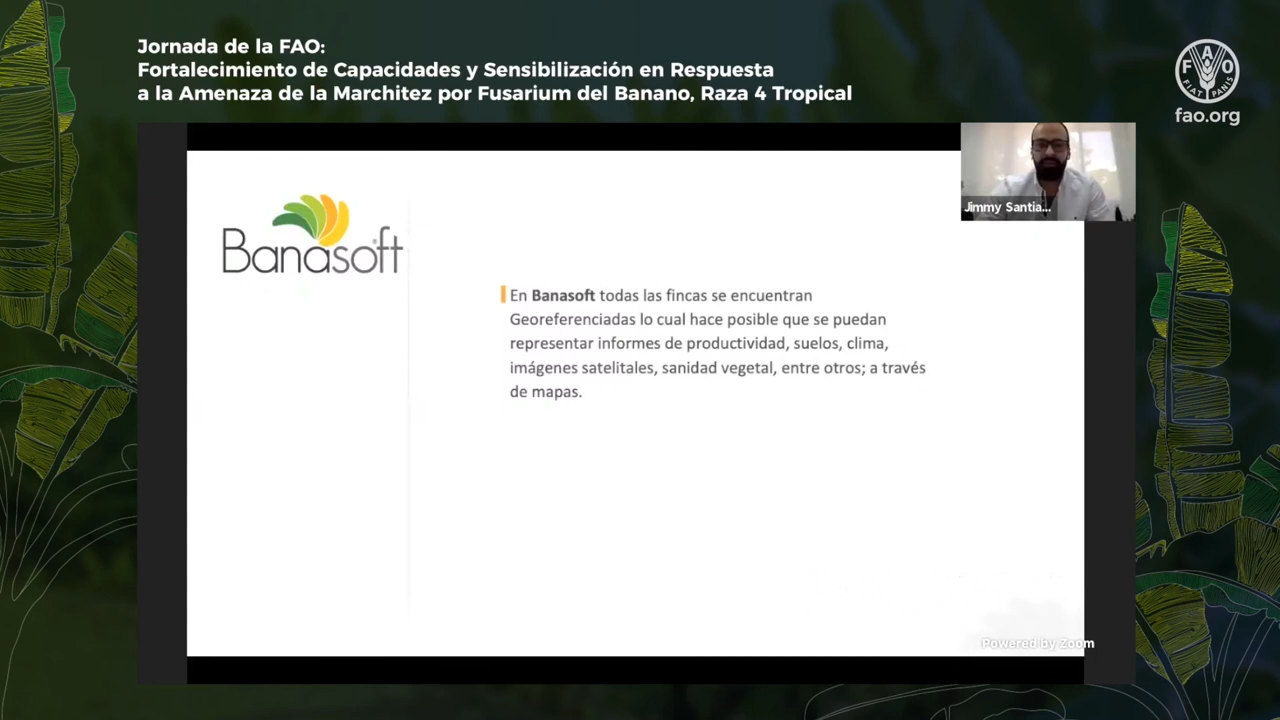 Jornada de la FAO:
Fortalecimiento de Capacidades y Sensibilización en Respuesta
a la Amenaza de la Marchitez por Fusarium del Banano, Raza 4 Tropical
F A O
FIAT PANIS
fao.org
Jimmy Santia...
Banasoft
En Banasoft todas las fincas se encuentran
Georeferenciadas lo cual hace posible que se puedan
representar informes de productividad, suelos, clima,
imágenes satelitales, sanidad vegetal, entre otros; a través
de mapas.
Powered by Zoom